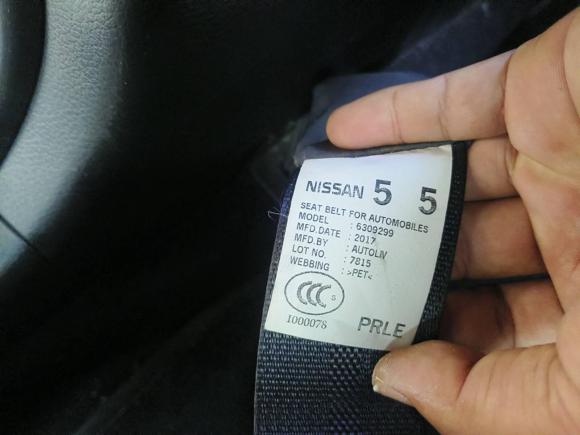 NISSAN 5 5
SEAT BELT FOR AUTOMOBILES
MODEL : 6309299
MFD.DATE : 2017
MFD.BY : AUTOLIV
LOT NO. : 7815
WEBBING : >PET<
CCC S
I000078
PRLE